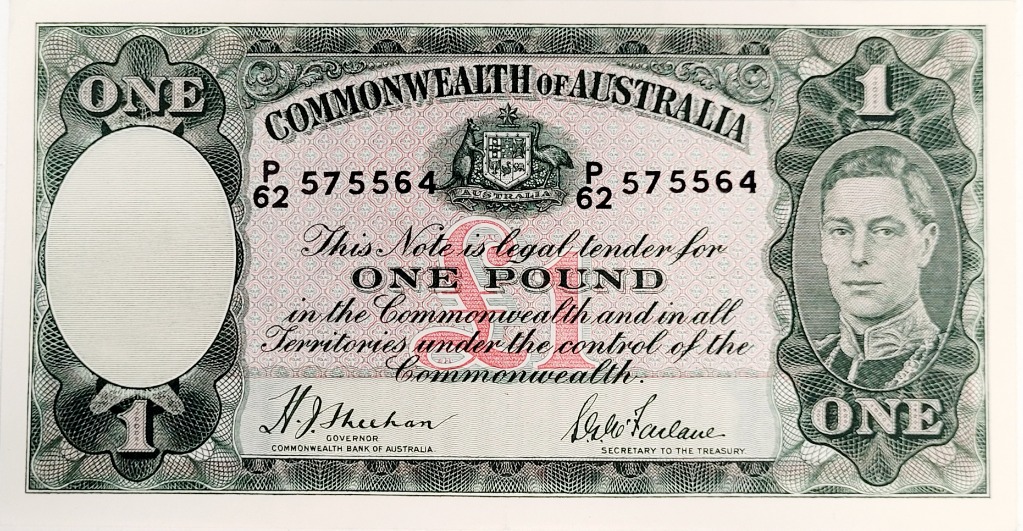 ONE
1
COMMONWEALTH OF AUSTRALIA
P/62 575564
P/62 575564
AUSTRALIA
This Note is legal tender for
ONE POUND
£1
in the Commonwealth and in all
Territories under the control of the
Commonwealth.
H.J. Sheehan
GOVERNOR
COMMONWEALTH BANK OF AUSTRALIA.
McFarlane
SECRETARY TO THE TREASURY.
1
ONE